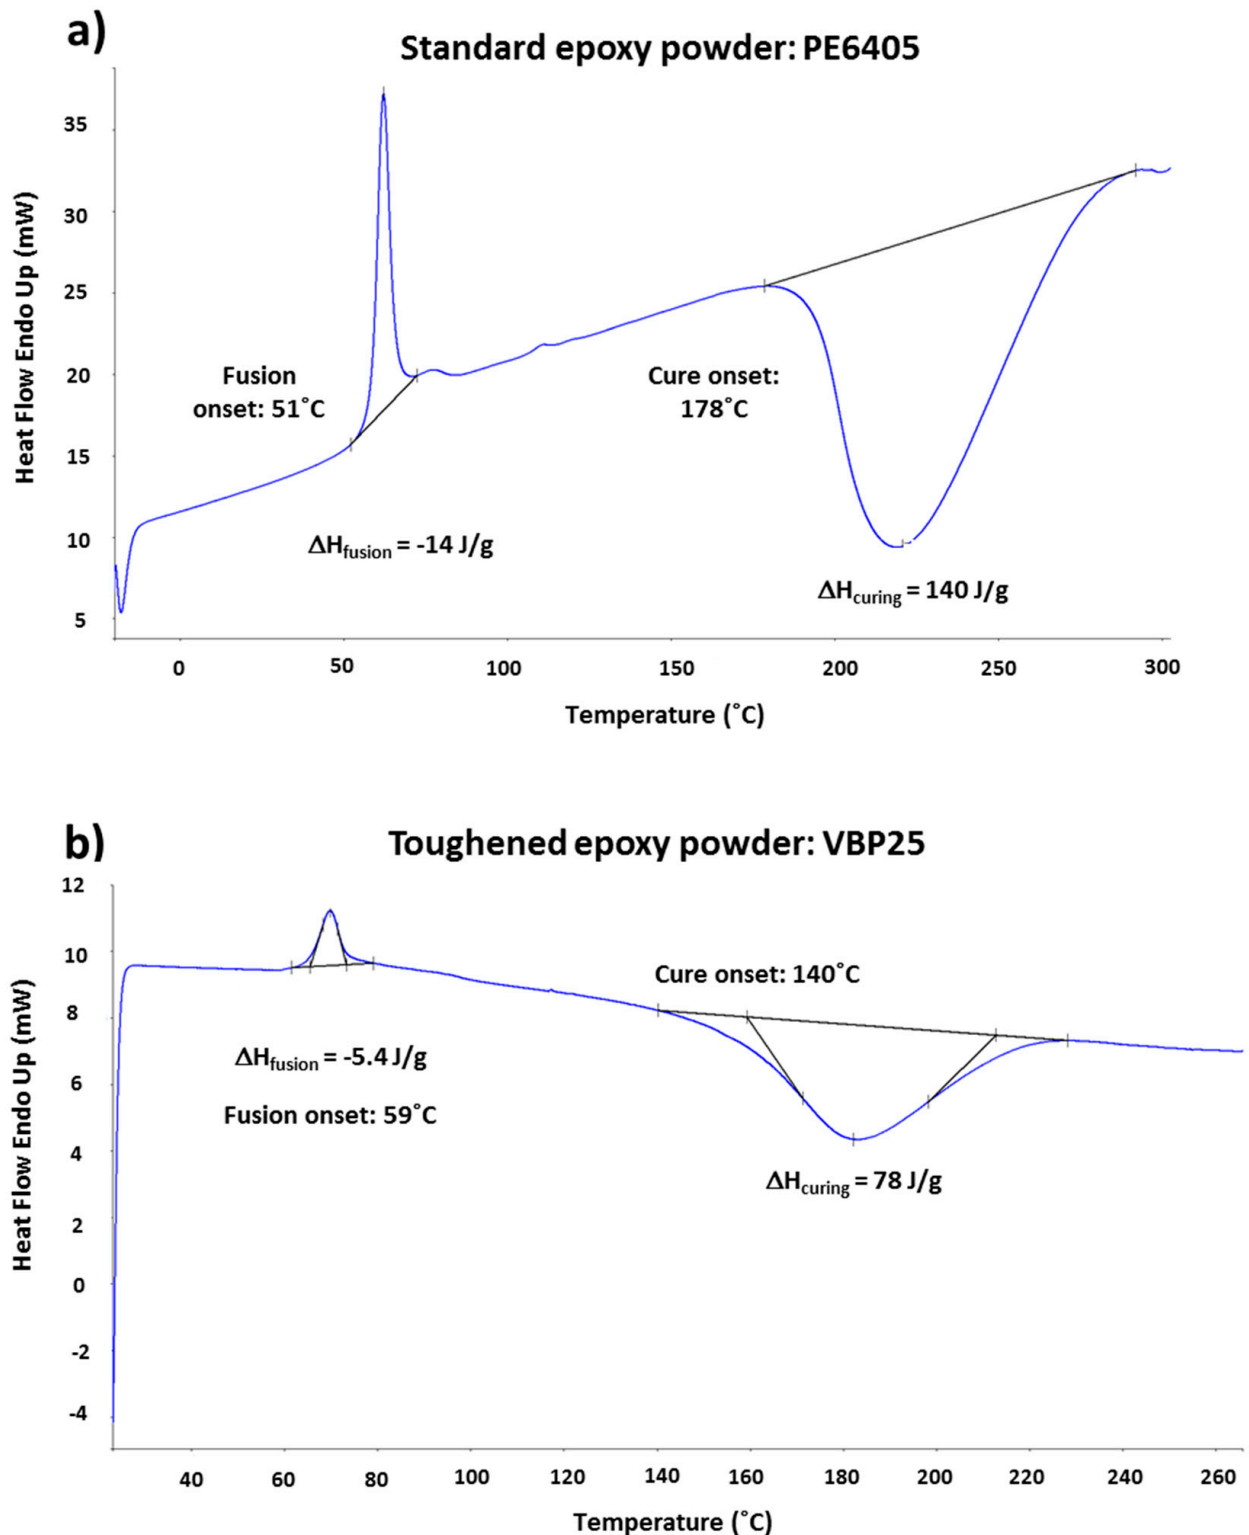 a)
Standard epoxy powder: PE6405
35
30
25
20
15
10
5
Heat Flow Endo Up (mW)
Fusion
onset: 51˚C
Cure onset:
178˚C
ΔHfusion = -14 J/g
ΔHcuring = 140 J/g
0 50 100 150 200 250 300
Temperature (˚C)
b)
Toughened epoxy powder: VBP25
12
10
8
6
4
2
0
-2
-4
Heat Flow Endo Up (mW)
Cure onset: 140˚C
ΔHfusion = -5.4 J/g
Fusion onset: 59˚C
ΔHcuring = 78 J/g
40 60 80 100 120 140 160 180 200 220 240 260
Temperature (˚C)